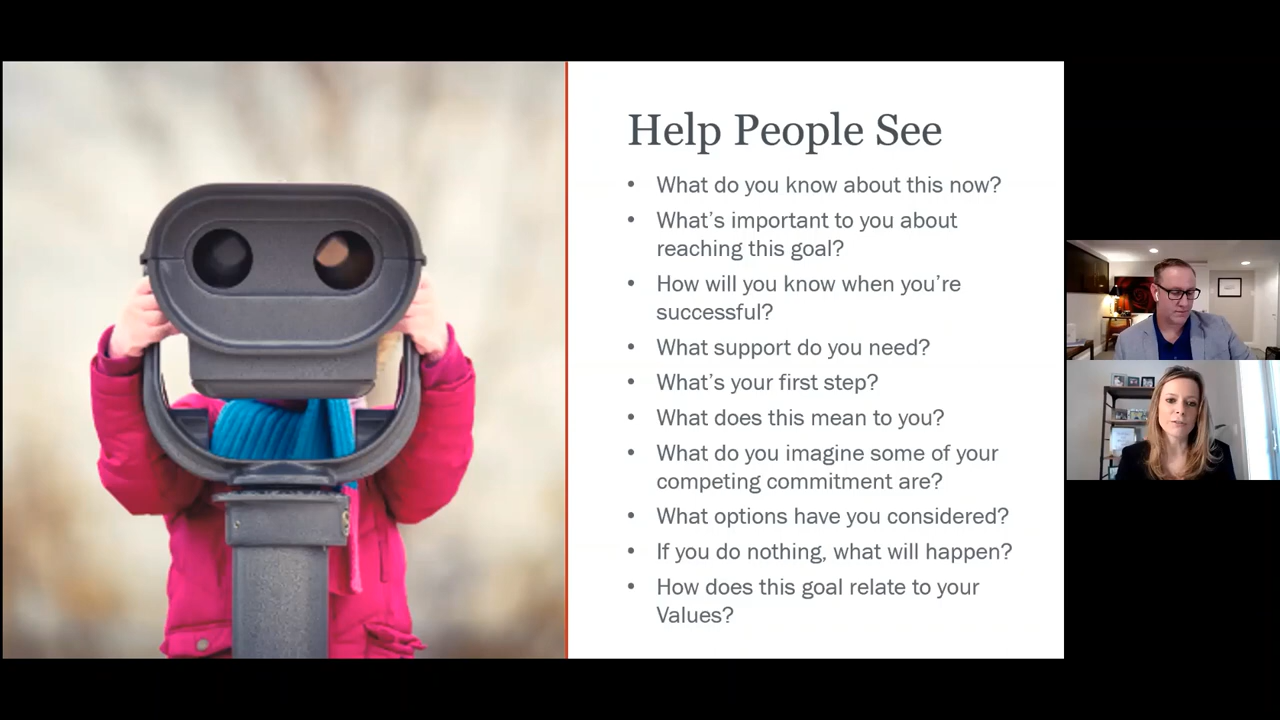 Help People See
• What do you know about this now?
• What's important to you about
reaching this goal?
• How will you know when you're
successful?
• What support do you need?
• What's your first step?
• What does this mean to you?
• What do you imagine some of your
competing commitment are?
• What options have you considered?
• If you do nothing, what will happen?
• How does this goal relate to your
Values?